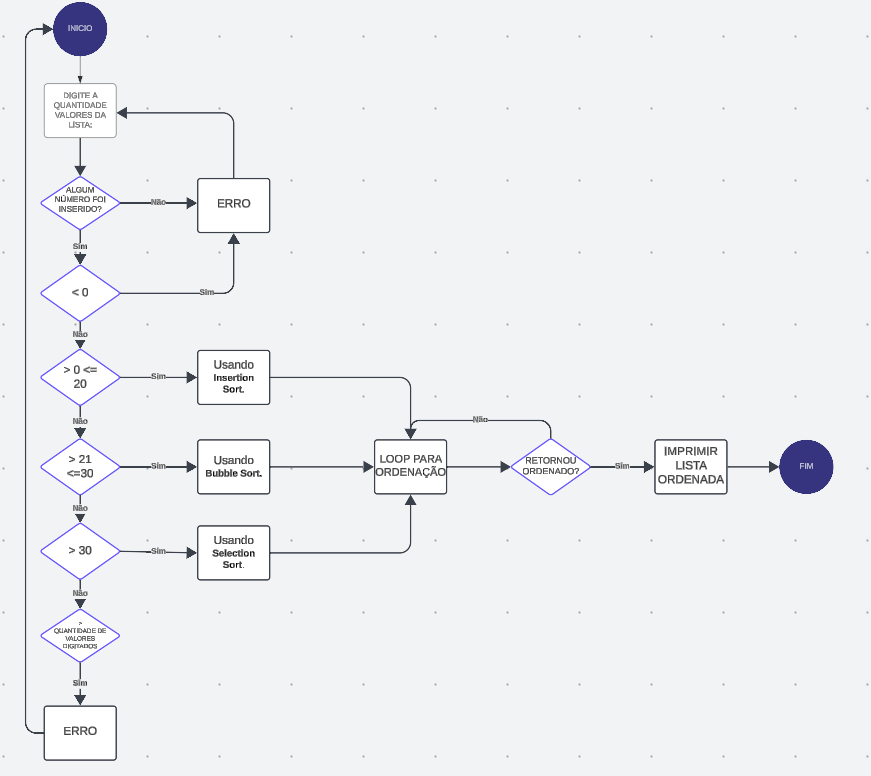 INICIO
DIGITE A
QUANTIDADE
VALORES DA
LISTA:
ALGUM
NÚMERO FOI
INSERIDO?
Não
ERRO
Sim
< 0
Sim
Não
> 0 <=
20
Sim
Usando
Insertion
Sort.
Não
> 21
<=30
Sim
Usando
Bubble Sort.
LOOP PARA
ORDENAÇÃO
Não
RETORNOU
ORDENADO?
Sim
IMPRIMIR
LISTA
ORDENADA
FIM
Não
> 30
Sim
Usando
Selection
Sort.
Não
>
QUANTIDADE DE
VALORES
DIGITADOS
Sim
ERRO